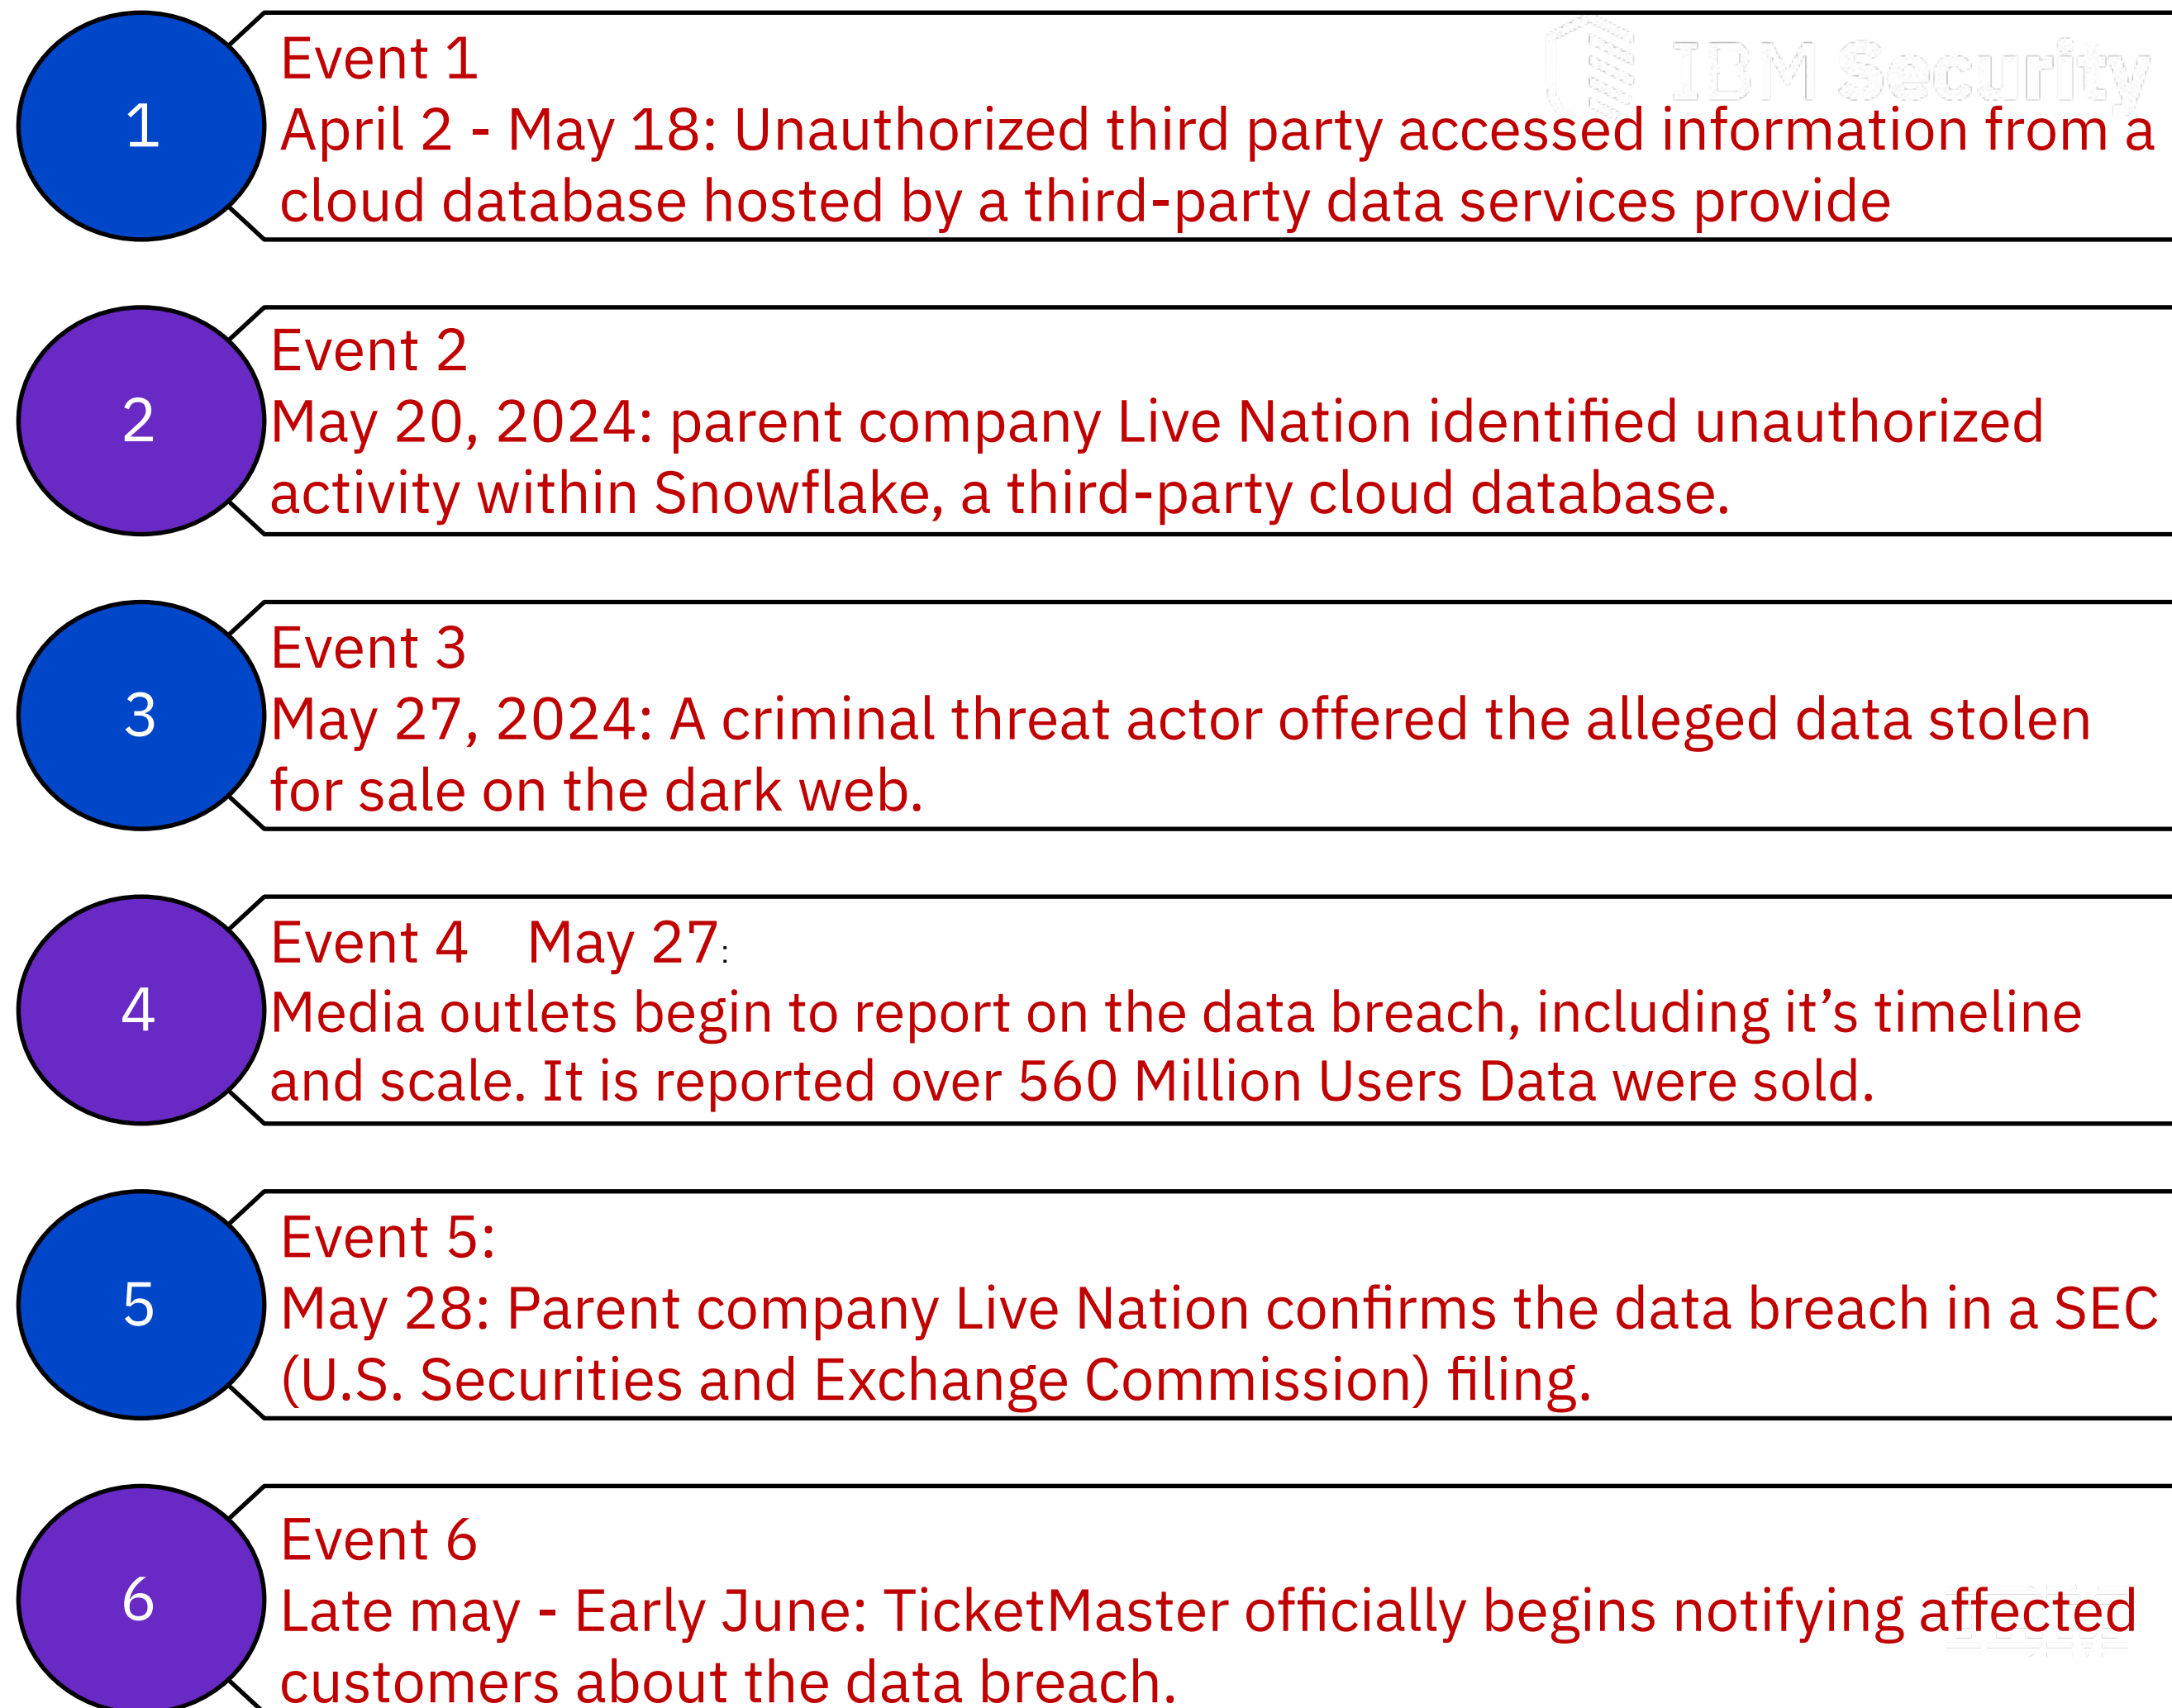 IBM Security
1
Event 1
April 2 - May 18: Unauthorized third party accessed information from a
cloud database hosted by a third-party data services provide
2
Event 2
May 20, 2024: parent company Live Nation identified unauthorized
activity within Snowflake, a third-party cloud database.
3
Event 3
May 27, 2024: A criminal threat actor offered the alleged data stolen
for sale on the dark web.
4
Event 4 May 27:
Media outlets begin to report on the data breach, including it’s timeline
and scale. It is reported over 560 Million Users Data were sold.
5
Event 5:
May 28: Parent company Live Nation confirms the data breach in a SEC
(U.S. Securities and Exchange Commission) filing.
6
Event 6
Late may - Early June: TicketMaster officially begins notifying affected
customers about the data breach.